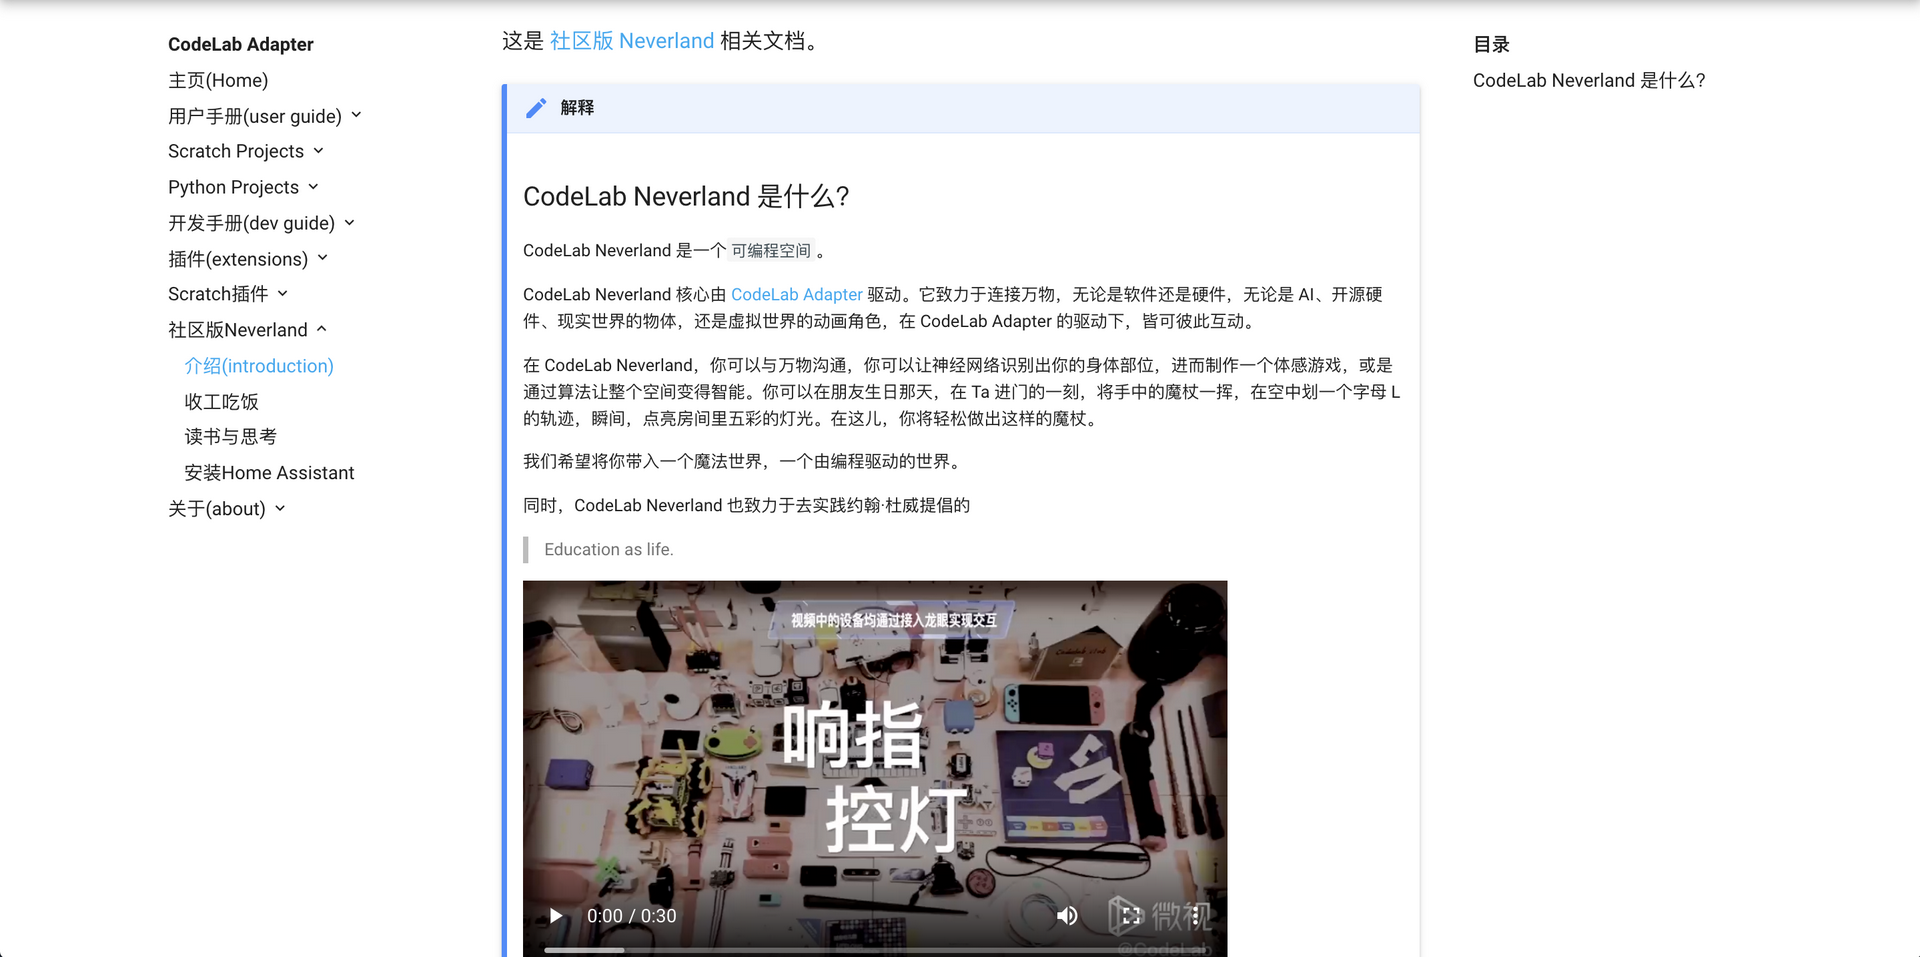 CodeLab Adapter
主页(Home)
用户手册(user guide)
Scratch Projects
Python Projects
开发手册(dev guide)
插件(extensions)
Scratch插件
社区版Neverland
介绍(introduction)
收工吃饭
读书与思考
安装Home Assistant
关于(about)
这是 社区版 Neverland 相关文档。
解释
CodeLab Neverland 是什么?
CodeLab Neverland 是一个 可编程空间 。
CodeLab Neverland 核心由 CodeLab Adapter 驱动。它致力于连接万物，无论是软件还是硬件，无论是 AI、开源硬
件、现实世界的物体，还是虚拟世界的动画角色，在 CodeLab Adapter 的驱动下，皆可彼此互动。
在 CodeLab Neverland，你可以与万物沟通，你可以让神经网络识别出你的身体部位，进而制作一个体感游戏，或是
通过算法让整个空间变得智能。你可以在朋友生日那天，在 Ta 进门的一刻，将手中的魔杖一挥，在空中划一个字母 L
的轨迹，瞬间，点亮房间里五彩的灯光。在这儿，你将轻松做出这样的魔杖。
我们希望将你带入一个魔法世界，一个由编程驱动的世界。
同时，CodeLab Neverland 也致力于去实践约翰·杜威提倡的
Education as life.
视频中的设备均通过接入龙眼实现交互
响指
控灯
0:00 / 0:30
微视
@CodeLab
目录
CodeLab Neverland 是什么?